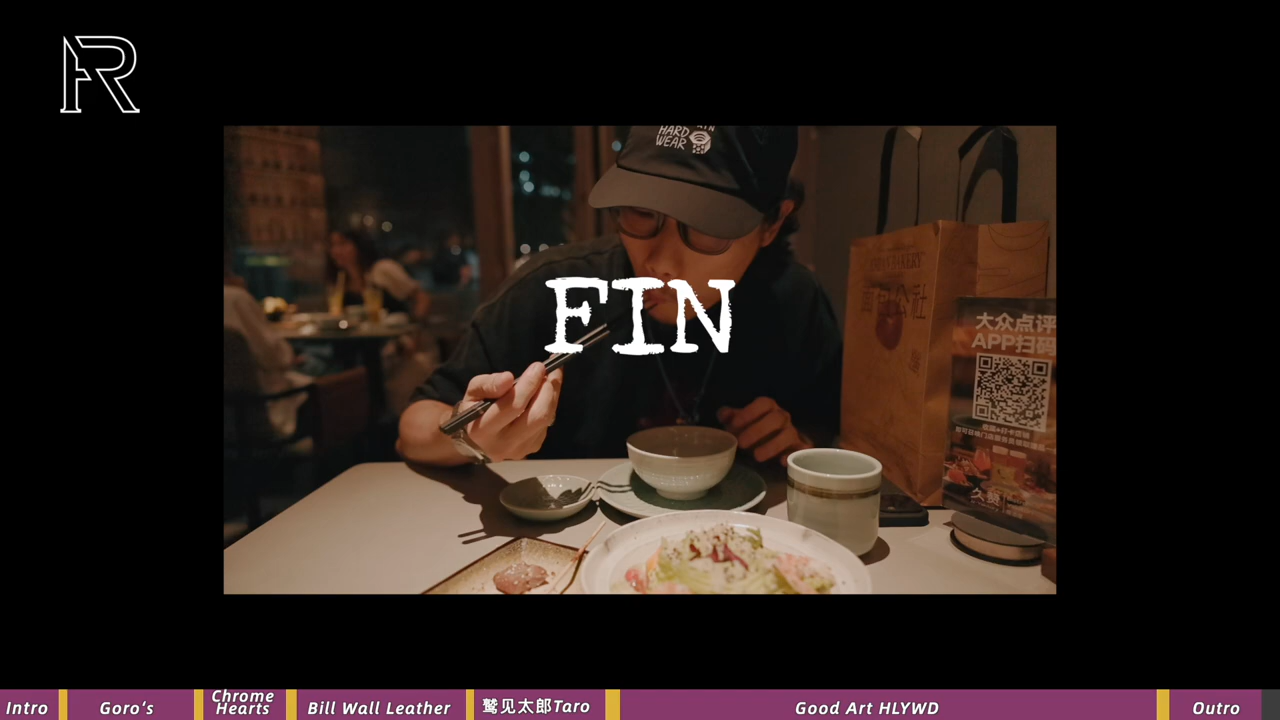 HARD
WEAR
FIN
大众点评
APP扫码
Intro
Goro's
Chrome
Hearts
Bill Wall Leather
鹫见太郎Taro
Good Art HLYWD
Outro